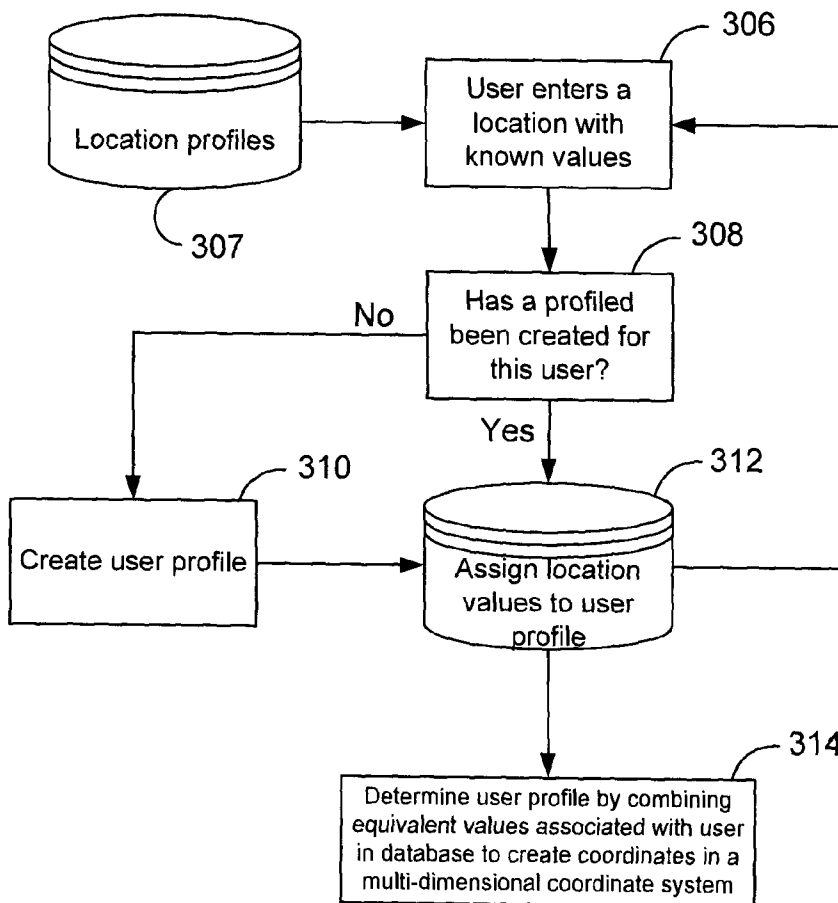 306
User enters a
location with
known values
Location profiles
307
308
Has a profiled
been created for
this user?
No
Yes
310
312
Create user profile
Assign location
values to user
profile
314
Determine user profile by combining
equivalent values associated with user
in database to create coordinates in a
multi-dimensional coordinate system